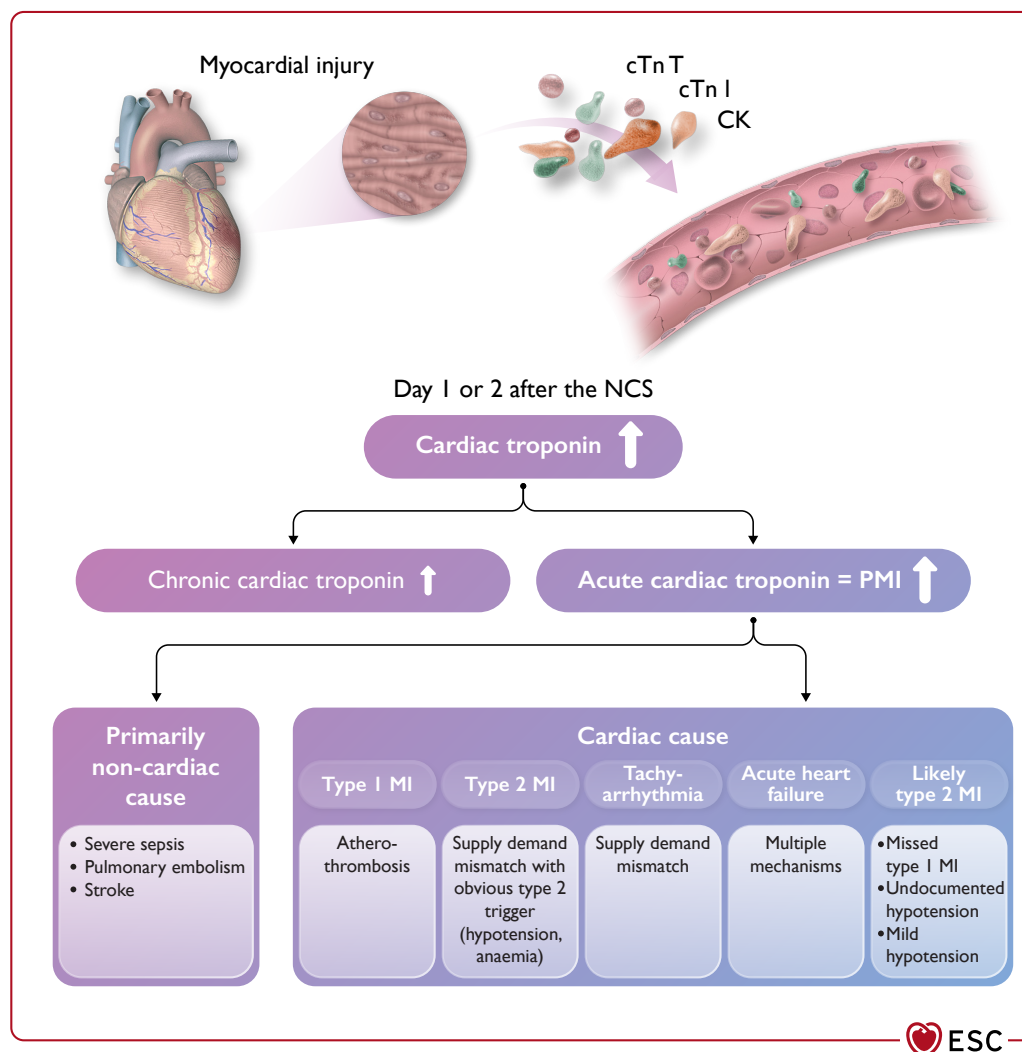 Myocardial injury
cTn T
cTn I
CK
Day 1 or 2 after the NCS
Cardiac troponin
Chronic cardiac troponin
Acute cardiac troponin = PMI
Primarily
non-cardiac
cause
• Severe sepsis
• Pulmonary embolism
• Stroke
Cardiac cause
Type 1 MI
Athero-
thrombosis
Type 2 MI
Supply demand
mismatch with
obvious type 2
trigger
(hypotension,
anaemia)
Tachy-
arrhythmia
Supply demand
mismatch
Acute heart
failure
Multiple
mechanisms
Likely
type 2 MI
•Missed
type 1 MI
•Undocumented
hypotension
•Mild
hypotension
ESC